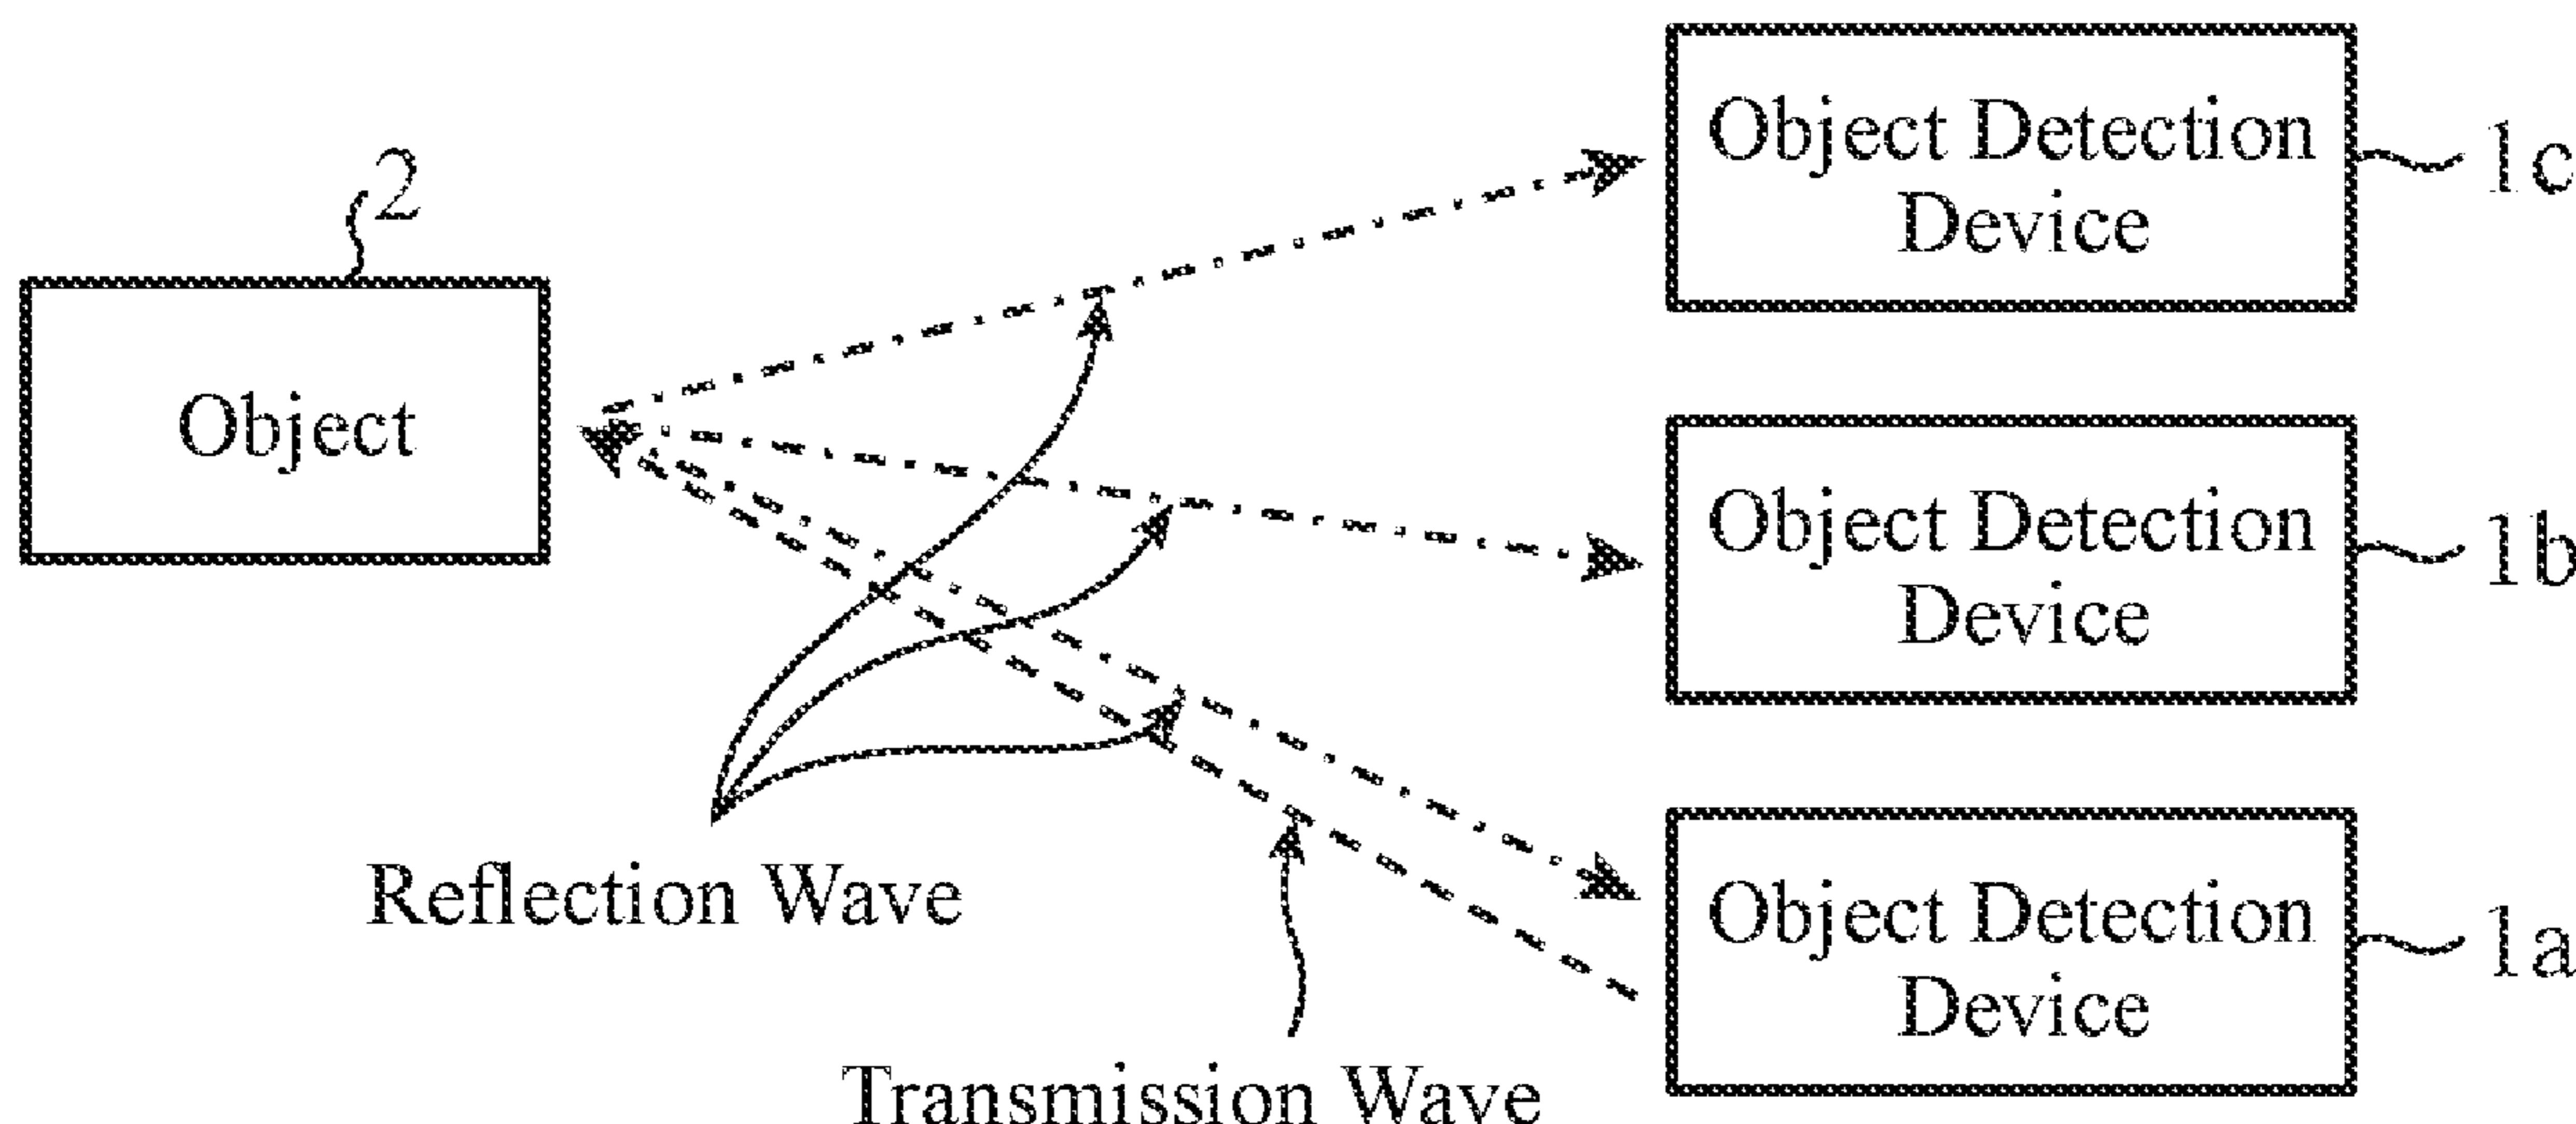 Object Detection
Device
1c
2
Object
Object Detection
Device
1b
Reflection Wave
Object Detection
Device
1a
Transmission Wave